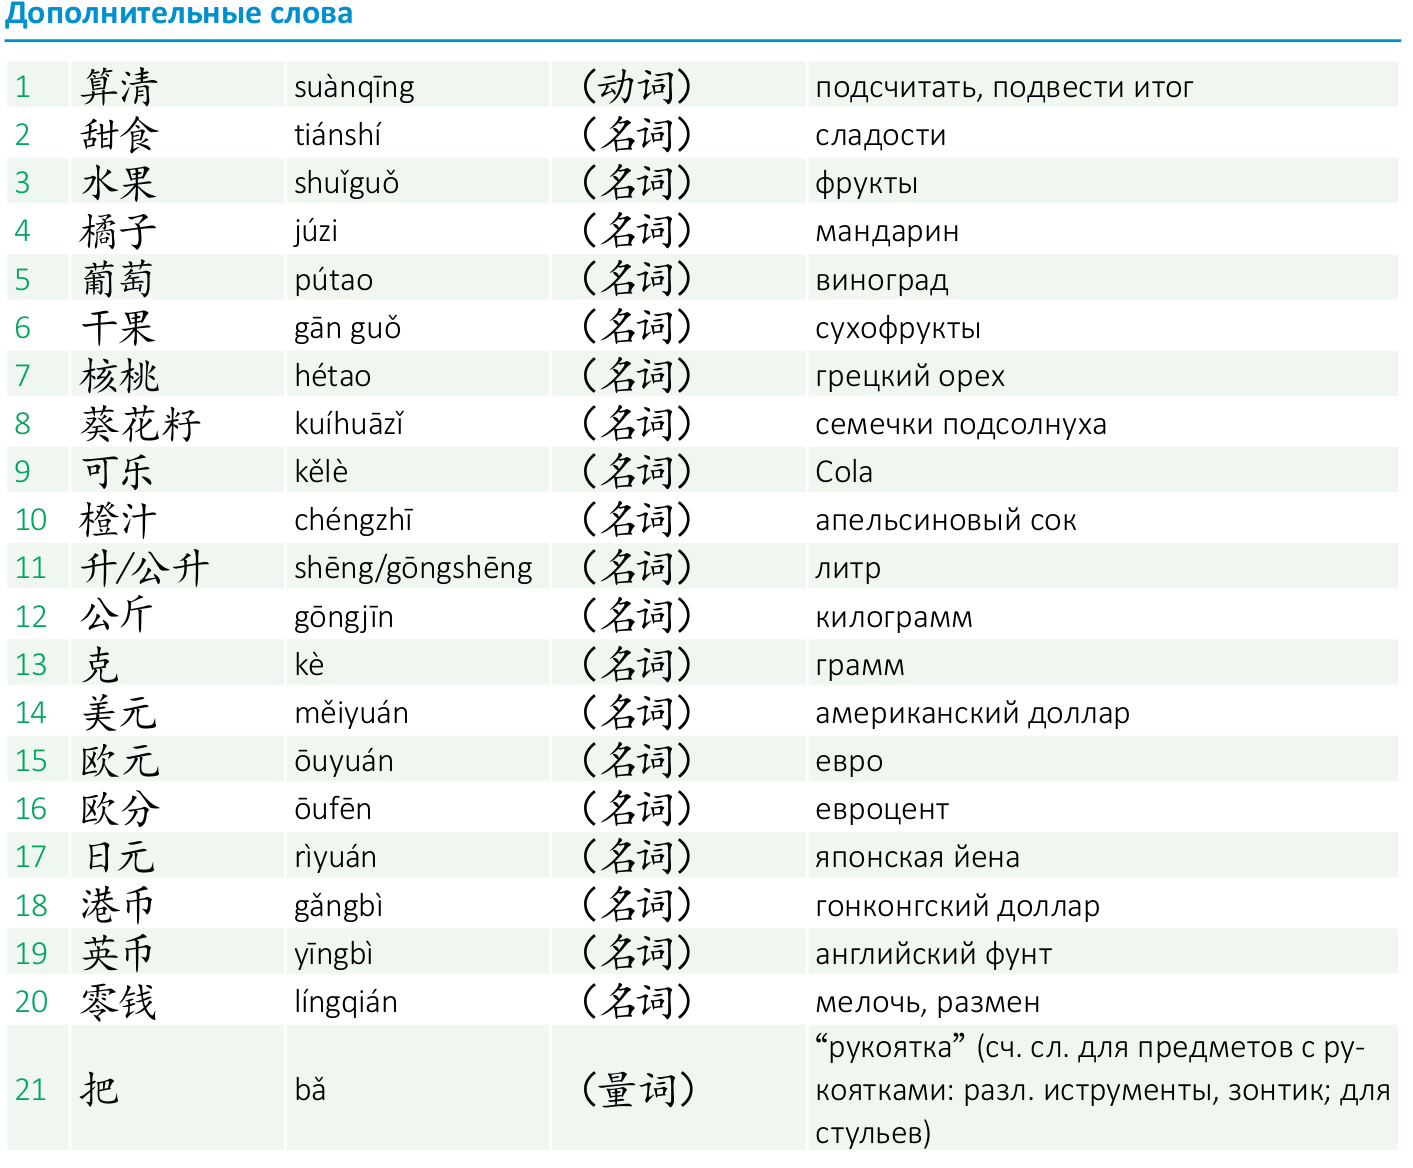 Дополнительные слова
1 算清 suànqīng （动词） подсчитать, подвести итог
2 甜食 tiánshí （名词） сладости
3 水果 shuǐguǒ （名词） фрукты
4 橘子 júzi （名词） мандарин
5 葡萄 pútao （名词） виноград
6 干果 gān guǒ （名词） сухофрукты
7 核桃 hétao （名词） грецкий орех
8 葵花籽 kuíhuāzǐ （名词） семечки подсолнуха
9 可乐 kělè （名词） Cola
10 橙汁 chéngzhī （名词） апельсиновый сок
11 升/公升 shēng/gōngshēng （名词） литр
12 公斤 gōngjīn （名词） килограмм
13 克 kè （名词） грамм
14 美元 měiyuán （名词） американский доллар
15 欧元 ōuyuán （名词） евро
16 欧分 ōufēn （名词） евроцент
17 日元 rìyuán （名词） японская йена
18 港币 gǎngbì （名词） гонконгский доллар
19 英币 yīngbì （名词） английский фунт
20 零钱 língqián （名词） мелочь, размен
21 把 bǎ （量词） “рукоятка” (сч. сл. для предметов с ру-
коятками: разл. иструменты, зонтик; для
стульев)